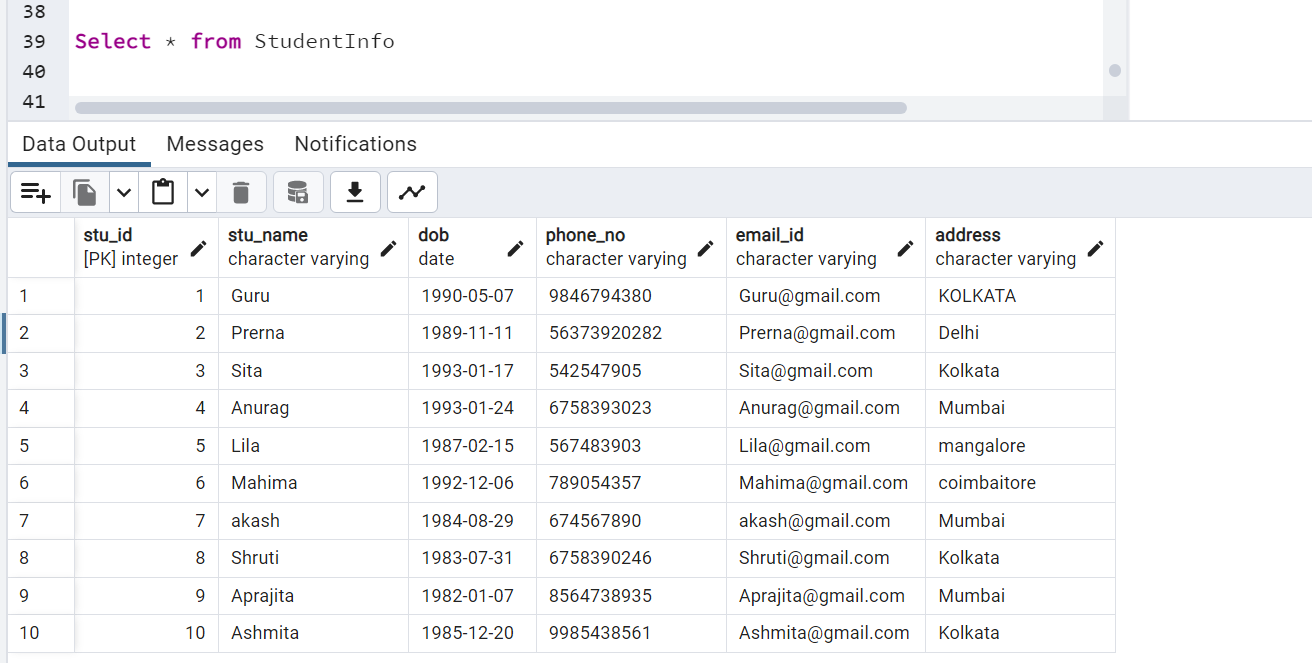 38
39 Select * from StudentInfo
40
41
Data Output Messages Notifications
stu_id stu_name dob phone_no email_id address
[PK] integer character varying date character varying character varying character varying
1 1 Guru 1990-05-07 9846794380 Guru@gmail.com KOLKATA
2 2 Prerna 1989-11-11 56373920282 Prerna@gmail.com Delhi
3 3 Sita 1993-01-17 542547905 Sita@gmail.com Kolkata
4 4 Anurag 1993-01-24 6758393023 Anurag@gmail.com Mumbai
5 5 Lila 1987-02-15 567483903 Lila@gmail.com mangalore
6 6 Mahima 1992-12-06 789054357 Mahima@gmail.com coimbaitore
7 7 akash 1984-08-29 674567890 akash@gmail.com Mumbai
8 8 Shruti 1983-07-31 6758390246 Shruti@gmail.com Kolkata
9 9 Aprajita 1982-01-07 8564738935 Aprajita@gmail.com Mumbai
10 10 Ashmita 1985-12-20 9985438561 Ashmita@gmail.com Kolkata